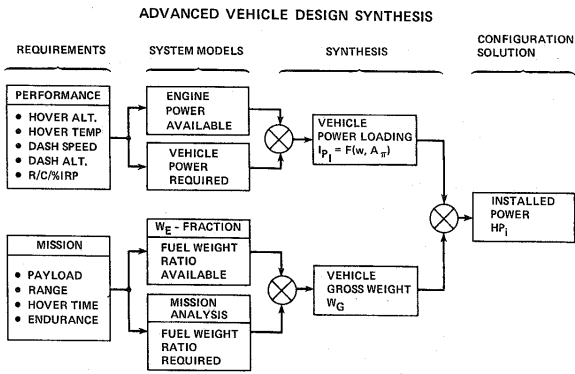 ADVANCED VEHICLE DESIGN SYNTHESIS
REQUIREMENTS
SYSTEM MODELS
SYNTHESIS
CONFIGURATION
SOLUTION
PERFORMANCE
• HOVER ALT.
• HOVER TEMP
• DASH SPEED
• DASH ALT.
• R/C/%IRP
ENGINE
POWER
AVAILABLE
VEHICLE
POWER
REQUIRED
VEHICLE
POWER LOADING
lPI = F(w, Aπ)
INSTALLED
POWER
HPi
MISSION
• PAYLOAD
• RANGE
• HOVER TIME
• ENDURANCE
WE - FRACTION
FUEL WEIGHT
RATIO
AVAILABLE
MISSION
ANALYSIS
FUEL WEIGHT
RATIO
REQUIRED
VEHICLE
GROSS WEIGHT
WG